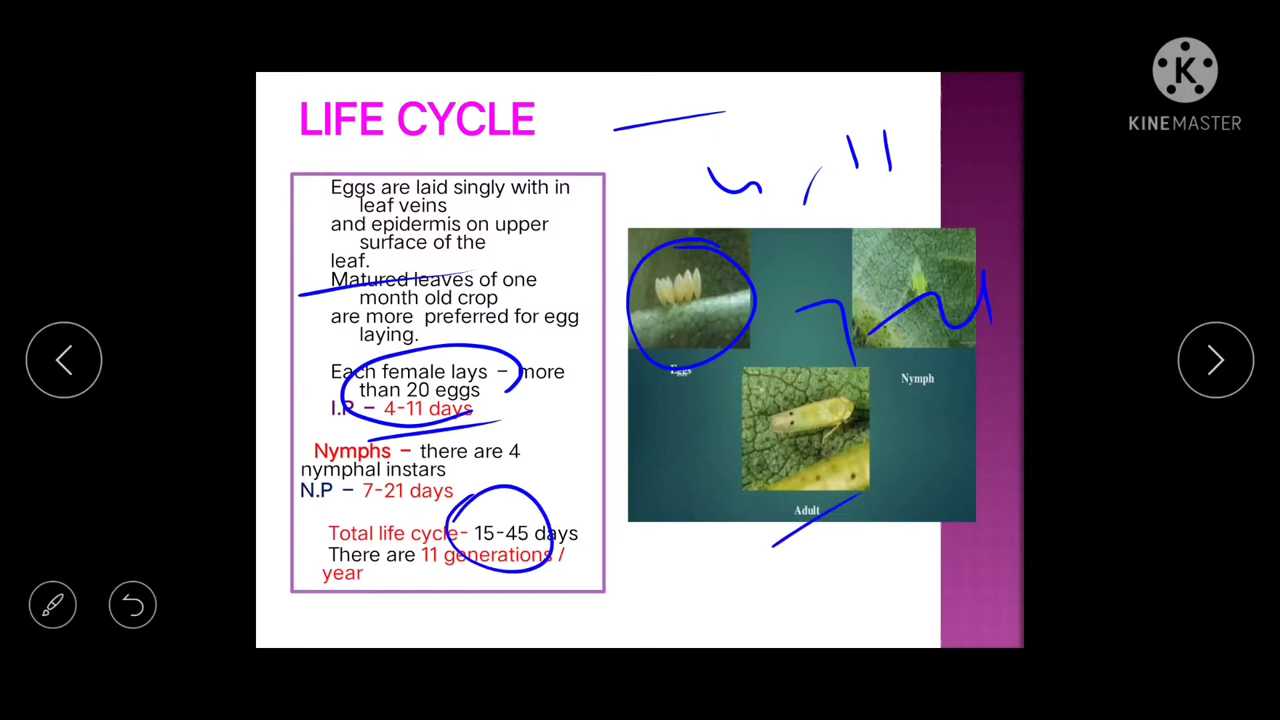 LIFE CYCLE
KINEMASTER
Eggs are laid singly with in
leaf veins
and epidermis on upper
surface of the
leaf.
Matured leaves of one
month old crop
are more preferred for egg
laying.
Each female lays – more
than 20 eggs
I.P – 4-11 days
Nymphs – there are 4
nymphal instars
N.P – 7-21 days
Total life cycle- 15-45 days
There are 11 generations /
year
Eggs
Nymph
Adult